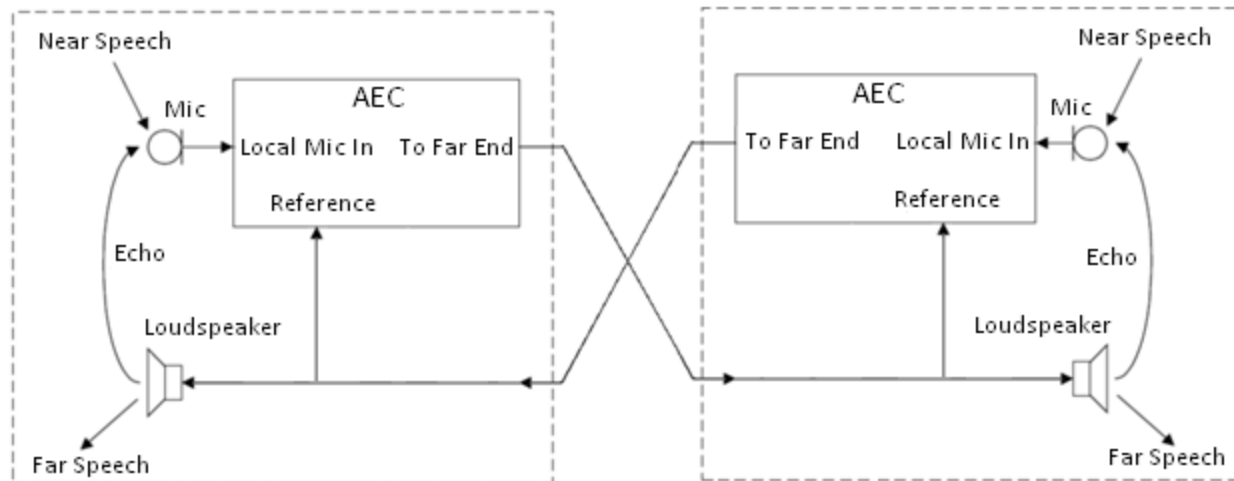 Near Speech
Mic
AEC
Local Mic In
To Far End
Reference
Echo
Loudspeaker
Far Speech
Near Speech
Mic
AEC
To Far End
Local Mic In
Reference
Echo
Loudspeaker
Far Speech